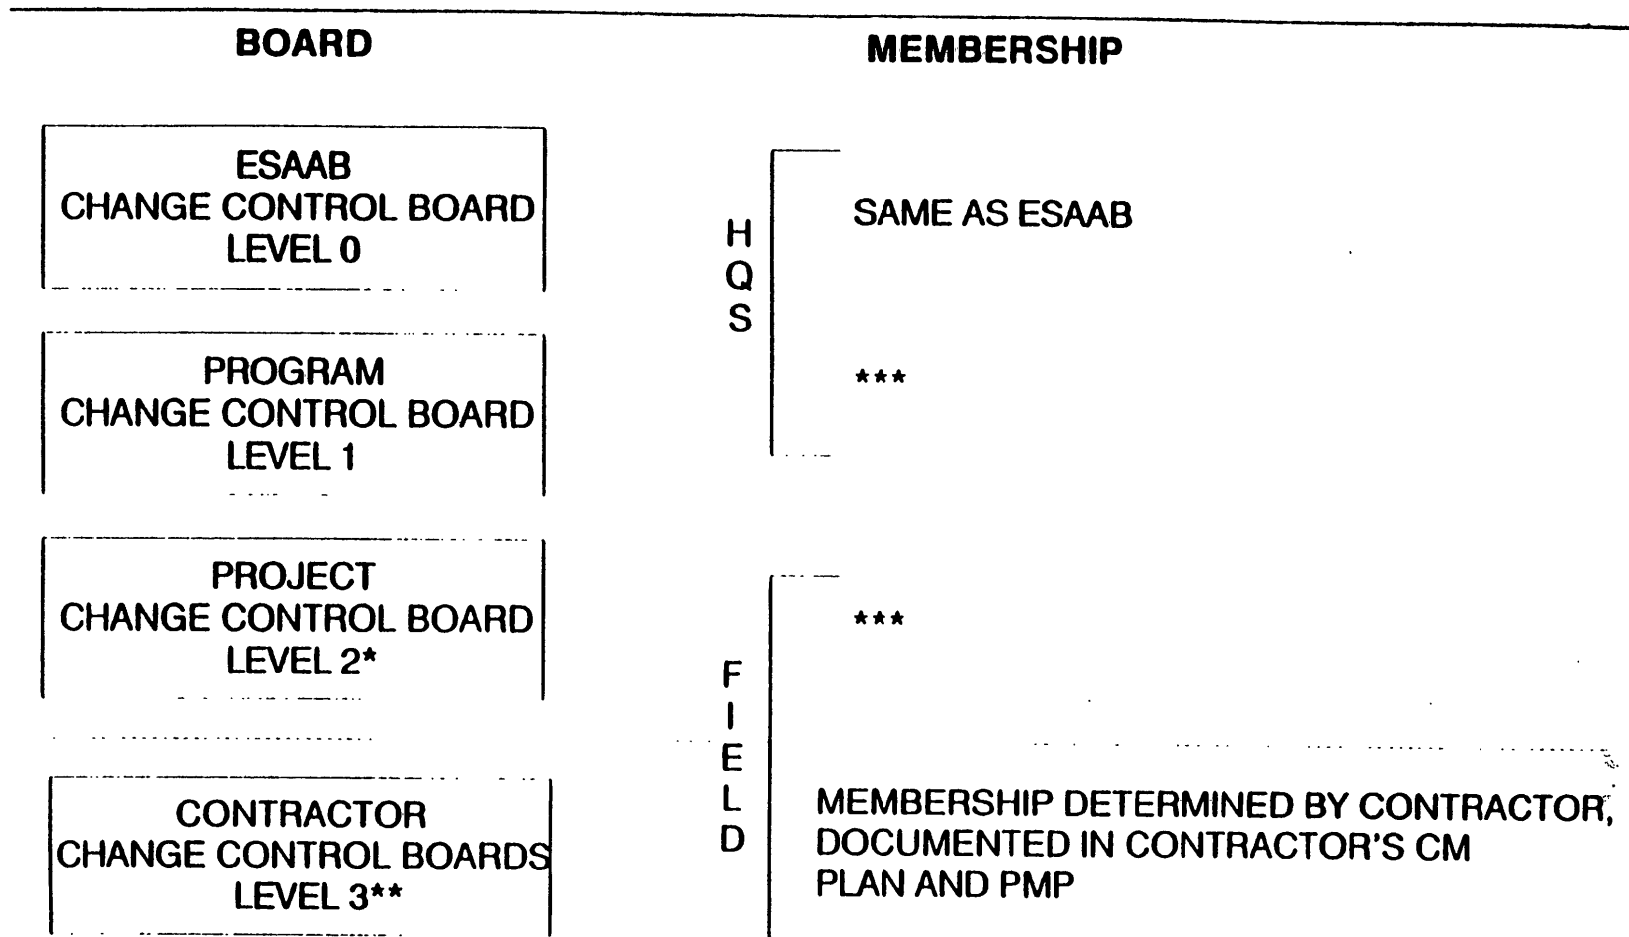 BOARD
MEMBERSHIP
ESAAB
CHANGE CONTROL BOARD
LEVEL 0
PROGRAM
CHANGE CONTROL BOARD
LEVEL 1
PROJECT
CHANGE CONTROL BOARD
LEVEL 2*
CONTRACTOR
CHANGE CONTROL BOARDS
LEVEL 3**
HQS
SAME AS ESAAB
***
FIELD
***
MEMBERSHIP DETERMINED BY CONTRACTOR,
DOCUMENTED IN CONTRACTOR'S CM
PLAN AND PMP